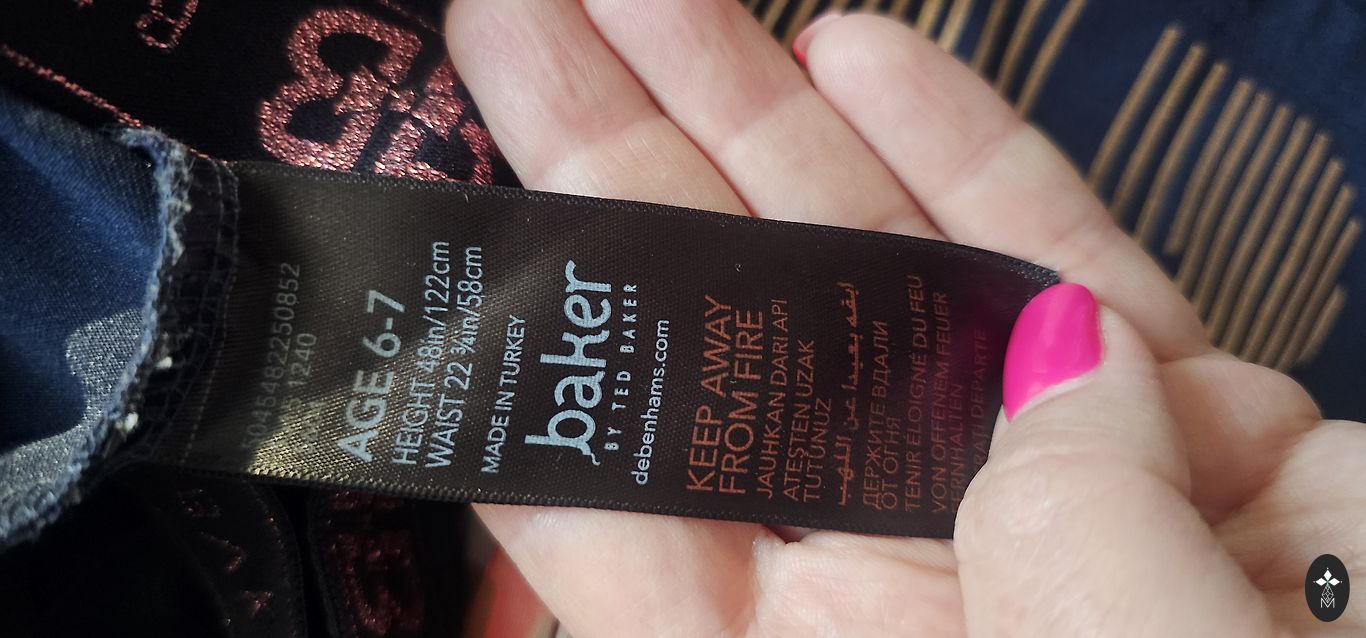 5045482250852
1240
AGE 6-7
HEIGHT 48in/122cm
WAIST 22 ¾in/58cm
MADE IN TURKEY
baker
BY TED BAKER
debenhams.com
KEEP AWAY
FROM FIRE
JAUHKAN DARI API
ATEŞTEN UZAK
TUTUNUZ
ابقه بعيدا عن اللهب
ДЕРЖИТЕ ВДАЛИ
ОТ ОГНЯ
TENIR ÉLOIGNÉ DU FEU
VON OFFENEM FEUER
FERNHALTEN
DEPARTE
M